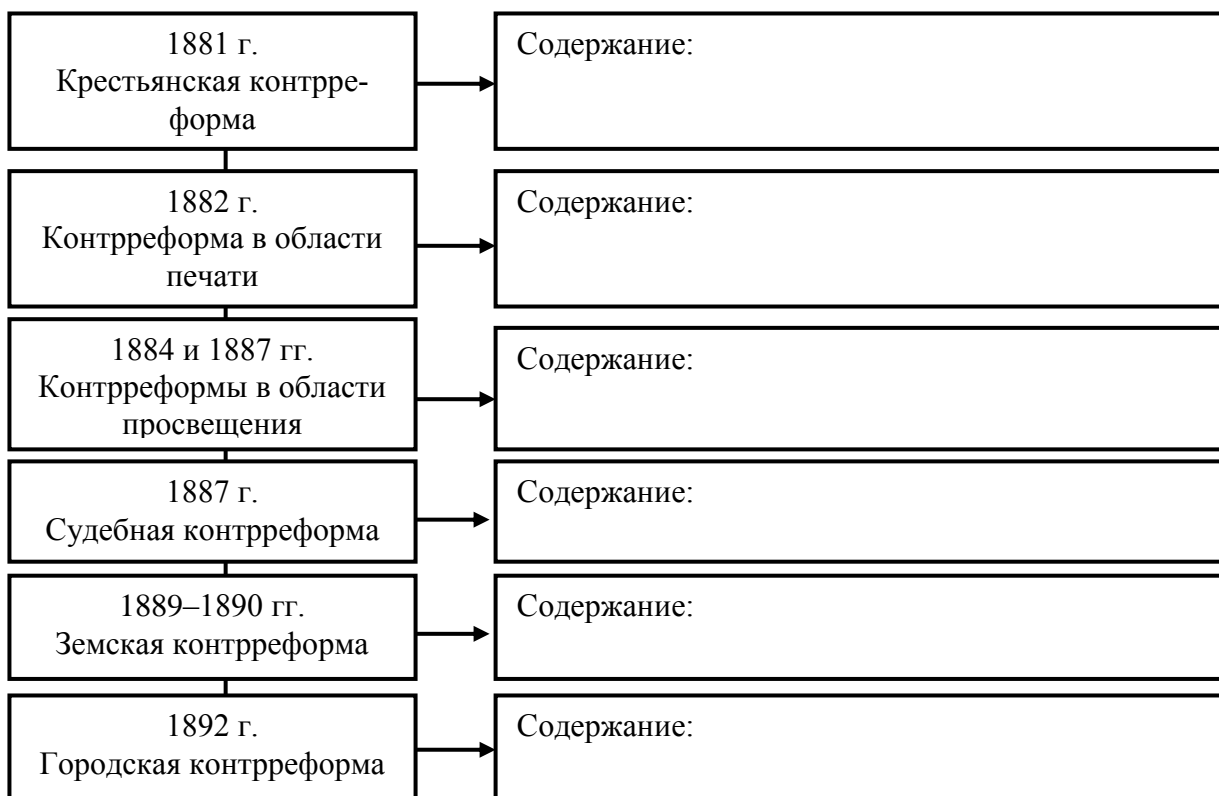 1881 г.
Крестьянская контрре-
форма
Содержание:
1882 г.
Контрреформа в области
печати
Содержание:
1884 и 1887 гг.
Контрреформы в области
просвещения
Содержание:
1887 г.
Судебная контрреформа
Содержание:
1889–1890 гг.
Земская контрреформа
Содержание:
1892 г.
Городская контрреформа
Содержание: